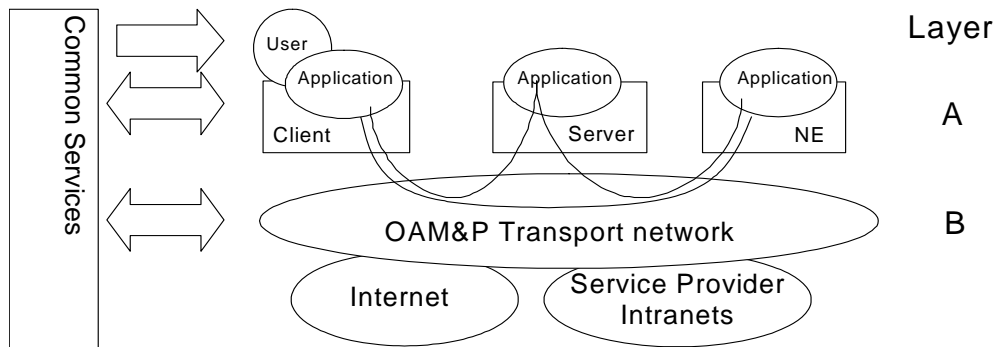 Common Services
Layer
User
Application
Application
Application
Client
Server
NE
A
OAM&P Transport network
B
Internet
Service Provider
Intranets